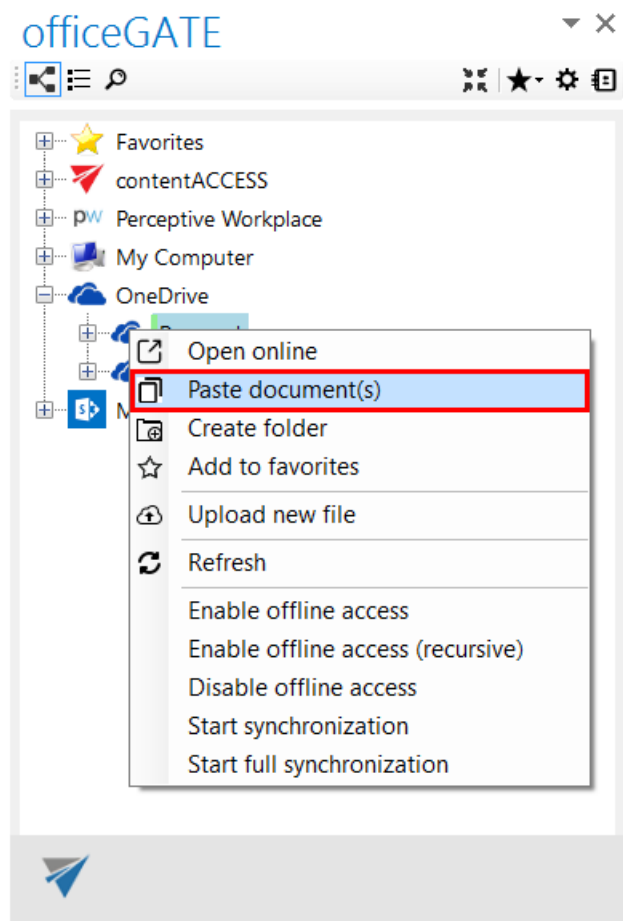 officeGATE
Favorites
contentACCESS
pw Perceptive Workplace
My Computer
OneDrive
Open online
Paste document(s)
Create folder
Add to favorites
Upload new file
Refresh
Enable offline access
Enable offline access (recursive)
Disable offline access
Start synchronization
Start full synchronization